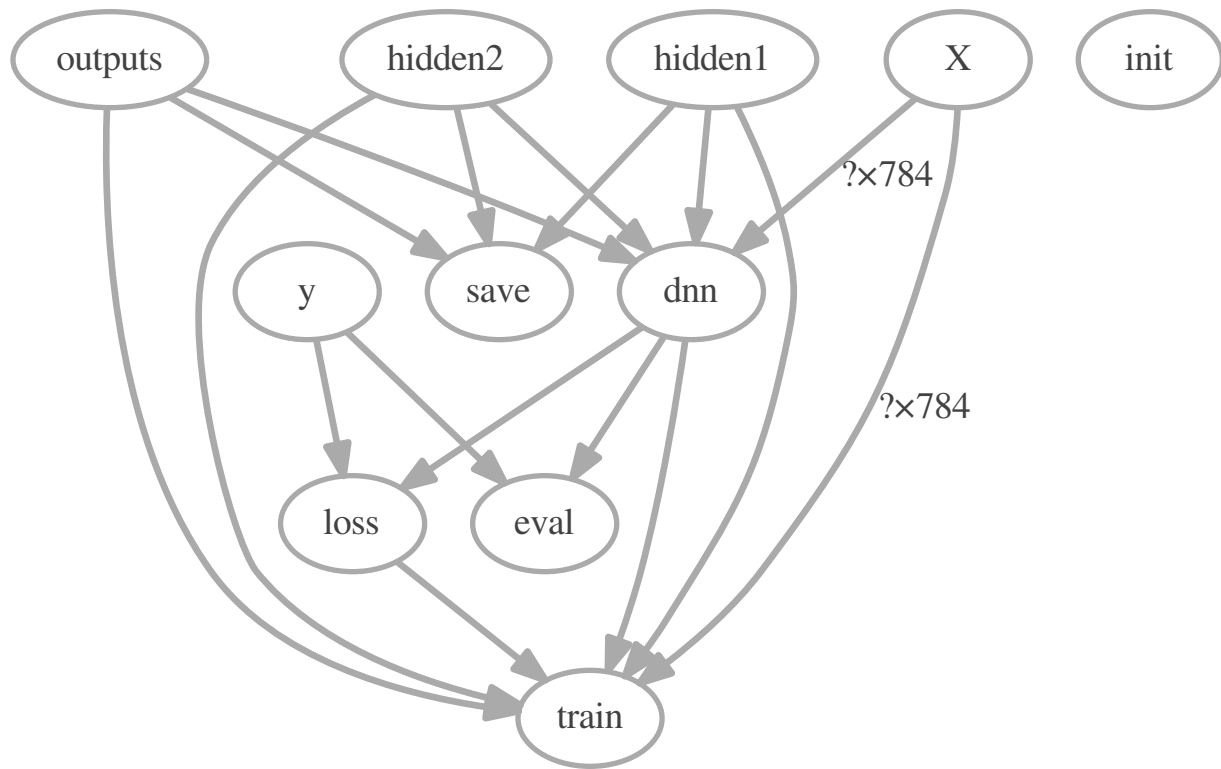 outputs
hidden2
hidden1
X
init
?×784
y
save
dnn
?×784
loss
eval
train